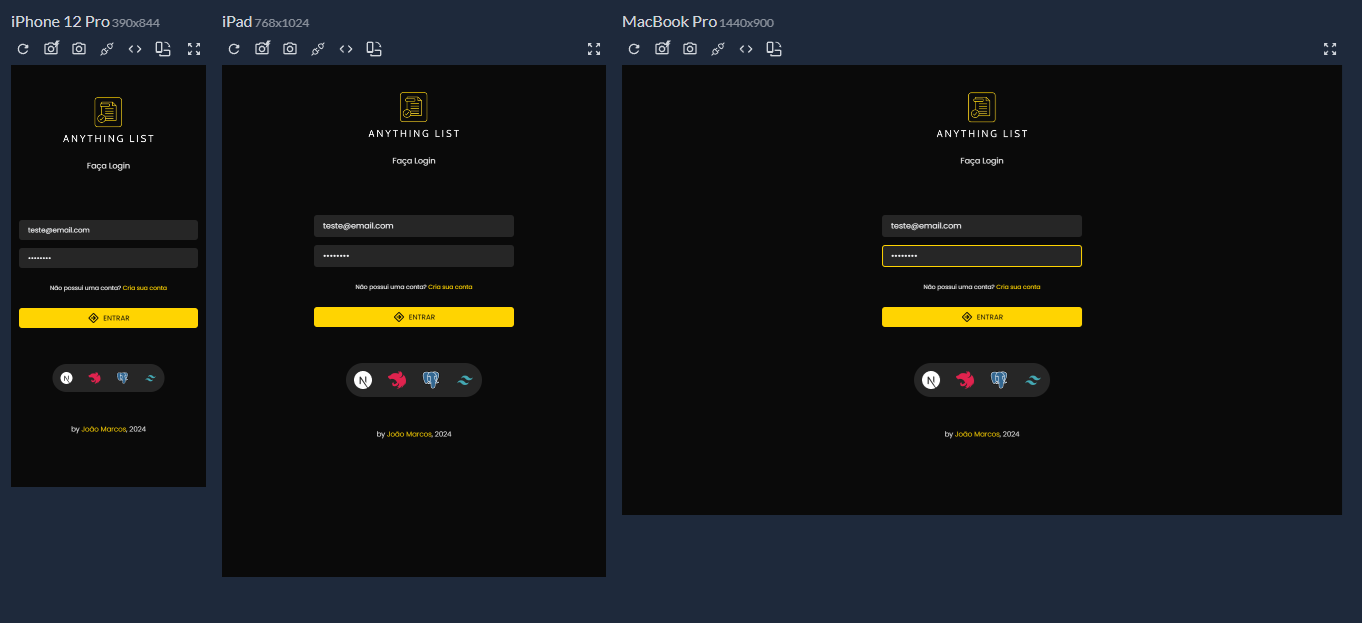 iPhone 12 Pro 390x844
ANYTHING LIST
Faça Login
teste@email.com
••••••••
Não possui uma conta? Cria sua conta
ENTRAR
N
by João Marcos, 2024
iPad 768x1024
ANYTHING LIST
Faça Login
teste@email.com
••••••••
Não possui uma conta? Cria sua conta
ENTRAR
N
by João Marcos, 2024
MacBook Pro 1440x900
ANYTHING LIST
Faça Login
teste@email.com
••••••••
Não possui uma conta? Cria sua conta
ENTRAR
N
by João Marcos, 2024